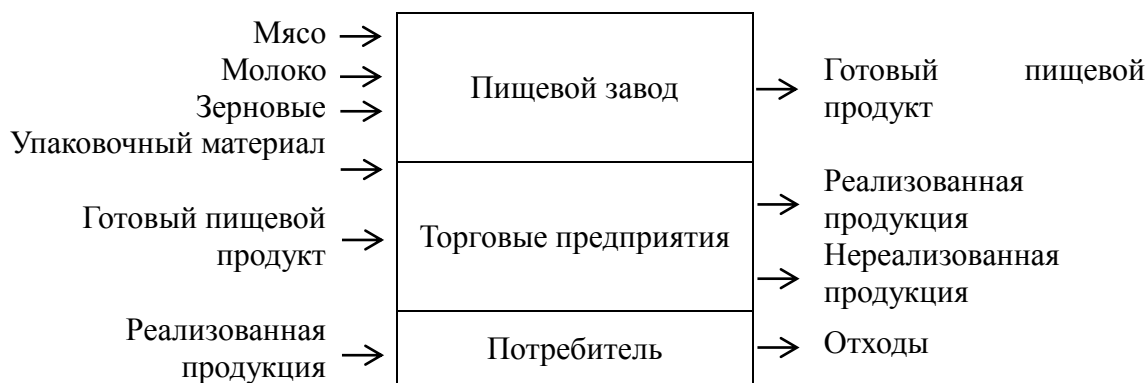 Мясо
Молоко
Зерновые
Упаковочный материал
Пищевой завод
Готовый пищевой
продукт
Готовый пищевой
продукт
Торговые предприятия
Реализованная
продукция
Нереализованная
продукция
Реализованная
продукция
Потребитель
Отходы